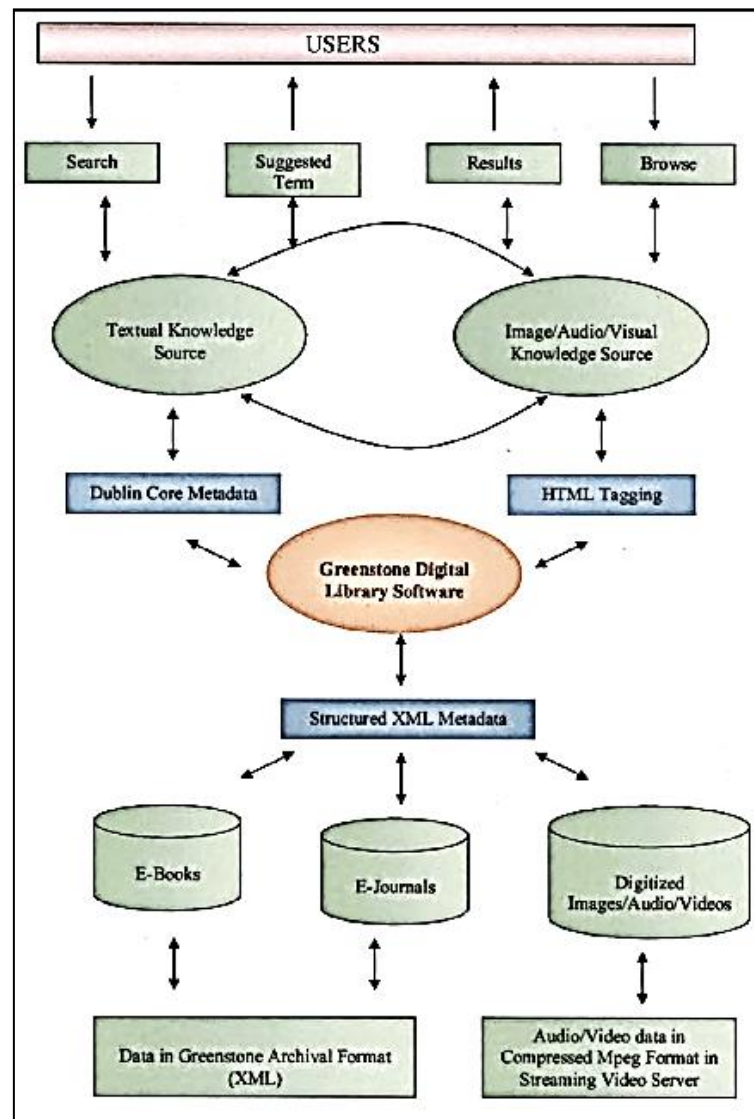 USERS
Search
Suggested
Term
Results
Browse
Textual Knowledge
Source
Image/Audio/Visual
Knowledge Source
Dublin Core Metadata
HTML Tagging
Greenstone Digital
Library Software
Structured XML Metadata
E-Books
E-Journals
Digitized
Images/Audio/Videos
Data in Greenstone Archival Format
(XML)
Audio/Video data in
Compressed Mpeg Format in
Streaming Video Server